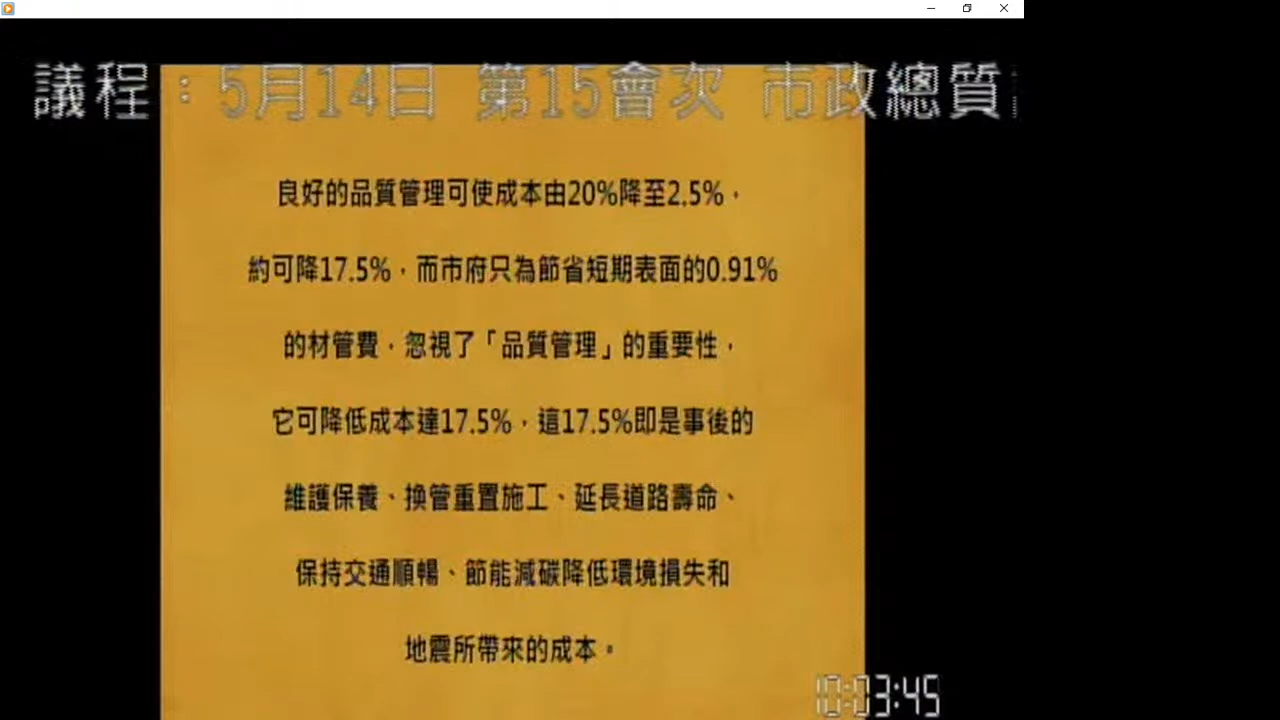 議程：5月14日 第15會次 市政總質
良好的品質管理可使成本由20%降至2.5%，
約可降17.5%，而市府只為節省短期表面的0.91%
的材管費，忽視了「品質管理」的重要性，
它可降低成本達17.5%，這17.5%即是事後的
維護保養、換管重置施工、延長道路壽命、
保持交通順暢、節能減碳降低環境損失和
地震所帶來的成本。
10:03:45